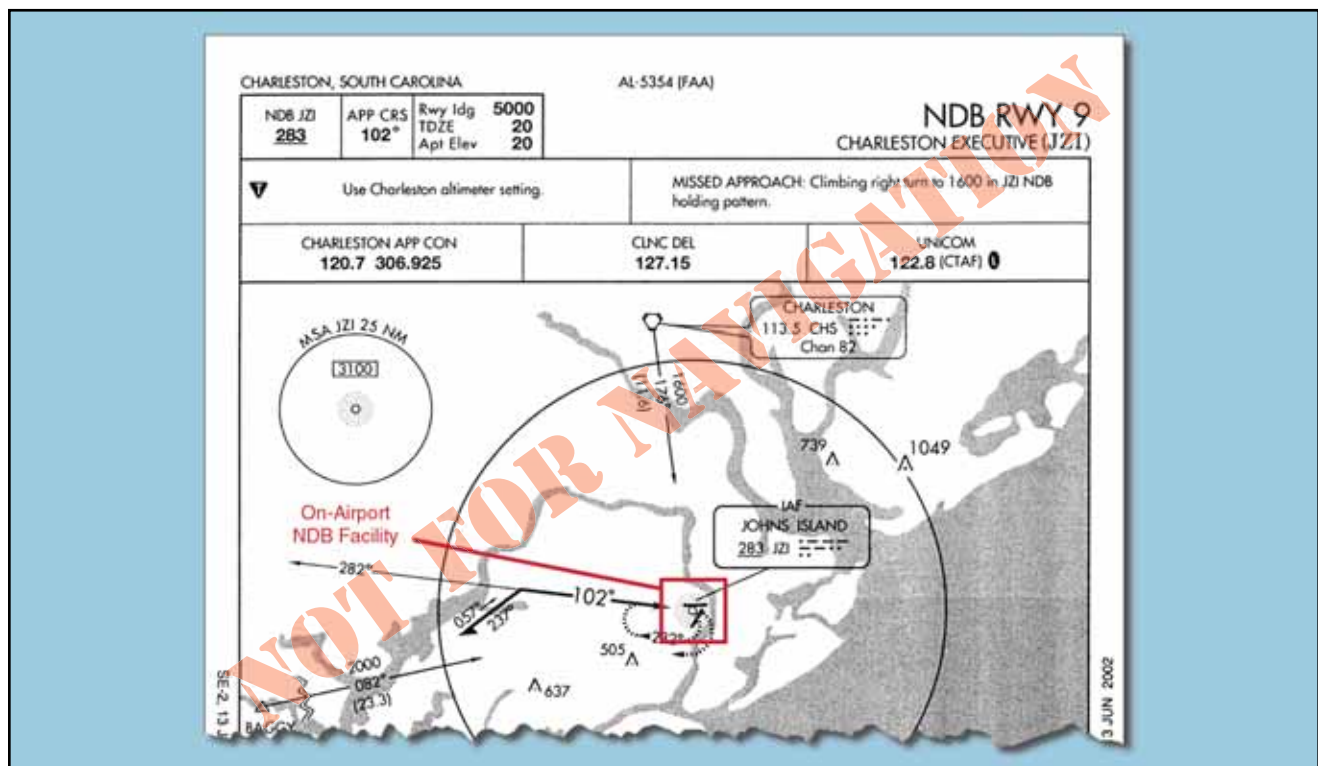 CHARLESTON, SOUTH CAROLINA
AL-5354 (FAA)
NDB JZI
283
APP CRS
102°
Rwy ldg 5000
TDZE 20
Apt Elev 20
NDB RWY 9
CHARLESTON EXECUTIVE (JZI)
T
Use Charleston altimeter setting.
MISSED APPROACH: Climbing right turn to 1600 in JZI NDB
holding pattern.
CHARLESTON APP CON
120.7 306.925
CLNC DEL
127.15
UNICOM
122.8 (CTAF) L
MSA JZI 25 NM
3100
CHARLESTON
113.5 CHS
Chan 82
1600
176°
(11.6)
739
1049
On-Airport
NDB Facility
IAF
JOHNS ISLAND
283 JZI
282°
102°
057°
237°
505
637
2000
082°
(23.3)
BAGGY
SE-2, 13 J
3 JUN 2002
NOT FOR NAVIGATION